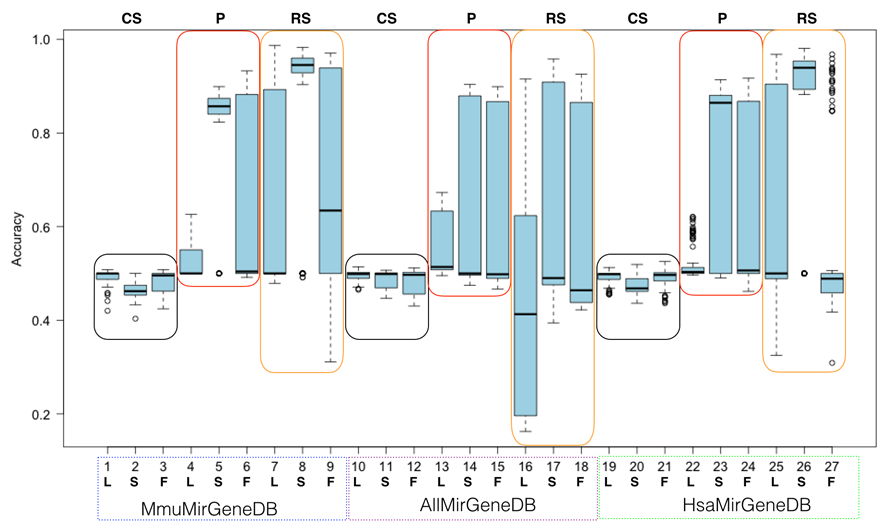 CS P RS CS P RS CS P RS
1.0
0.8
0.6
0.4
0.2
Accuracy
1 2 3 4 5 6 7 8 9 10 11 12 13 14 15 16 17 18 19 20 21 22 23 24 25 26 27
L S F L S F L S F L S F L S F L S F L S F L S F L S F
MmuMirGeneDB AllMirGeneDB HsaMirGeneDB